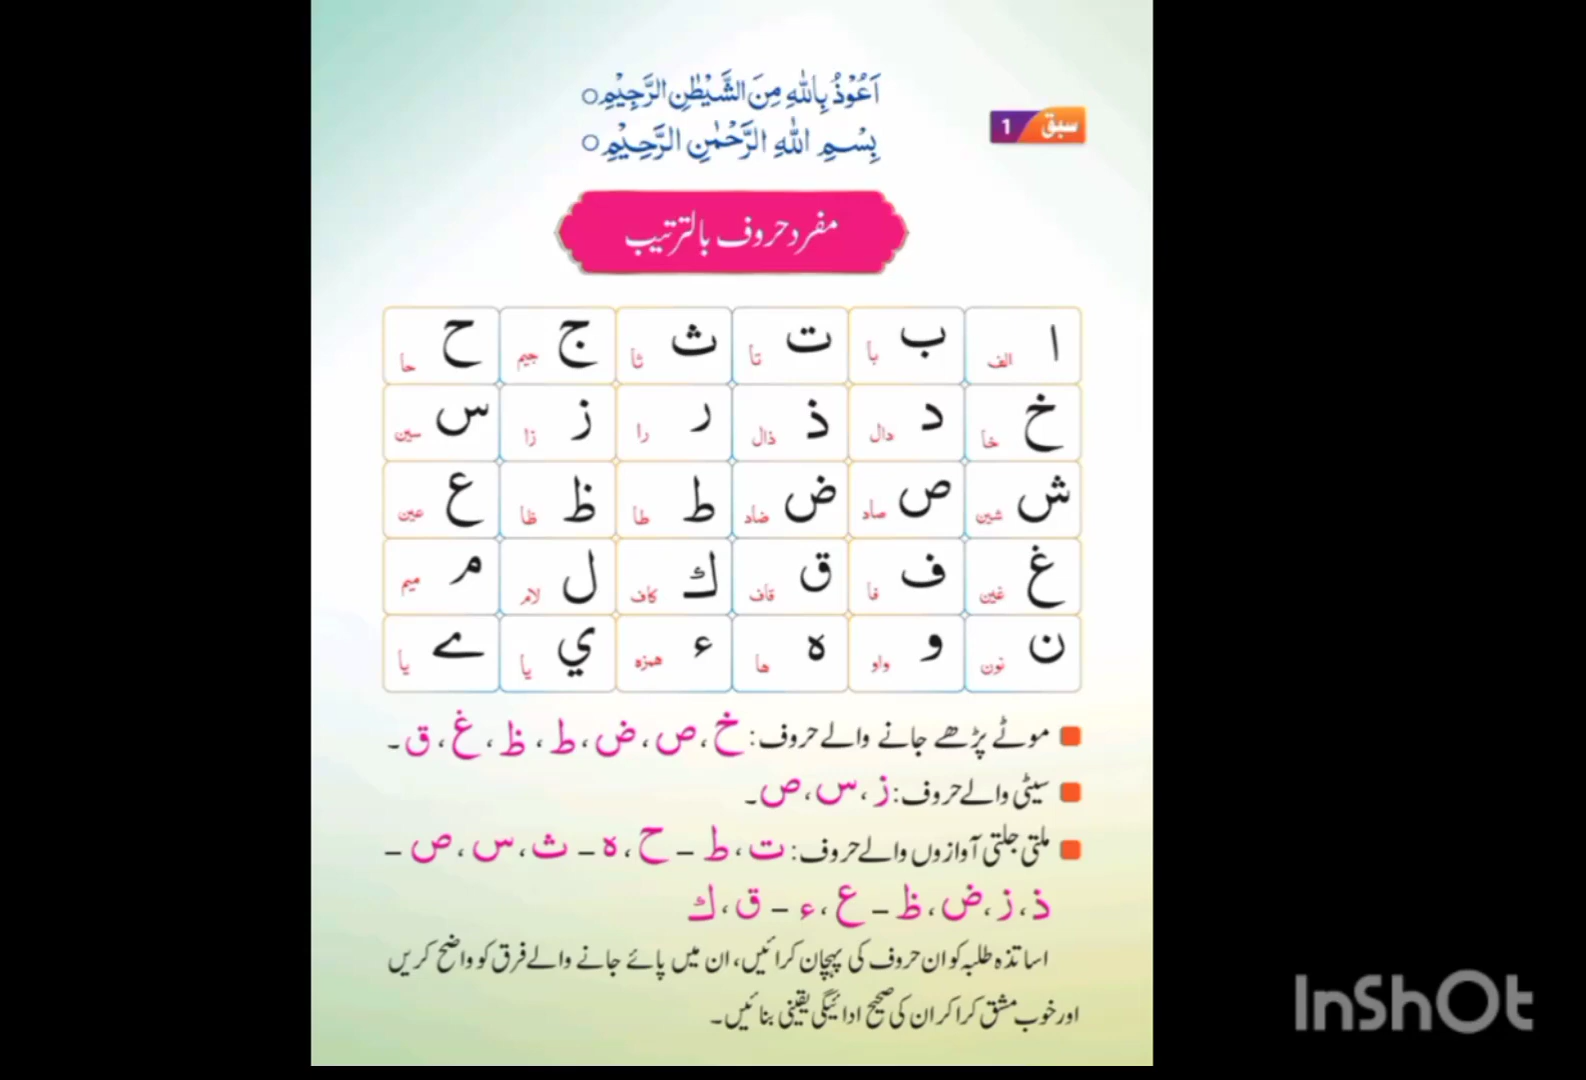 اَعُوْذُ بِاللّٰهِ مِنَ الشَّيْطٰنِ الرَّجِيْمِ○
سبق 1
بِسْمِ اللّٰهِ الرَّحْمٰنِ الرَّحِيْمِ○
مفرد حروف بالترتیب
ا الف ب با ت تا ث ثا ج جیم ح حا
خ خا د دال ذ ذال ر را ز زا س سین
ش شین ص صاد ض ضاد ط طا ظ ظا ع عین
غ غین ف فا ق قاف ك کاف ل لام م میم
ن نون و واو ہ ھا ء ھمزہ ي یا ے یا
موٹے پڑھے جانے والے حروف: خ، ص، ض، ط، ظ، غ، ق۔
سیٹی والے حروف: ز، س، ص۔
ملتی جلتی آوازوں والے حروف: ت، ط – ح، ہ – ث، س، ص –
ذ، ز، ض، ظ – ع، ء – ق، ك
اساتذہ طلبہ کو ان حروف کی پہچان کرائیں، ان میں پائے جانے والے فرق کو واضح کریں
اور خوب مشق کرا کر ان کی صحیح ادائیگی یقینی بنائیں۔
InShOt